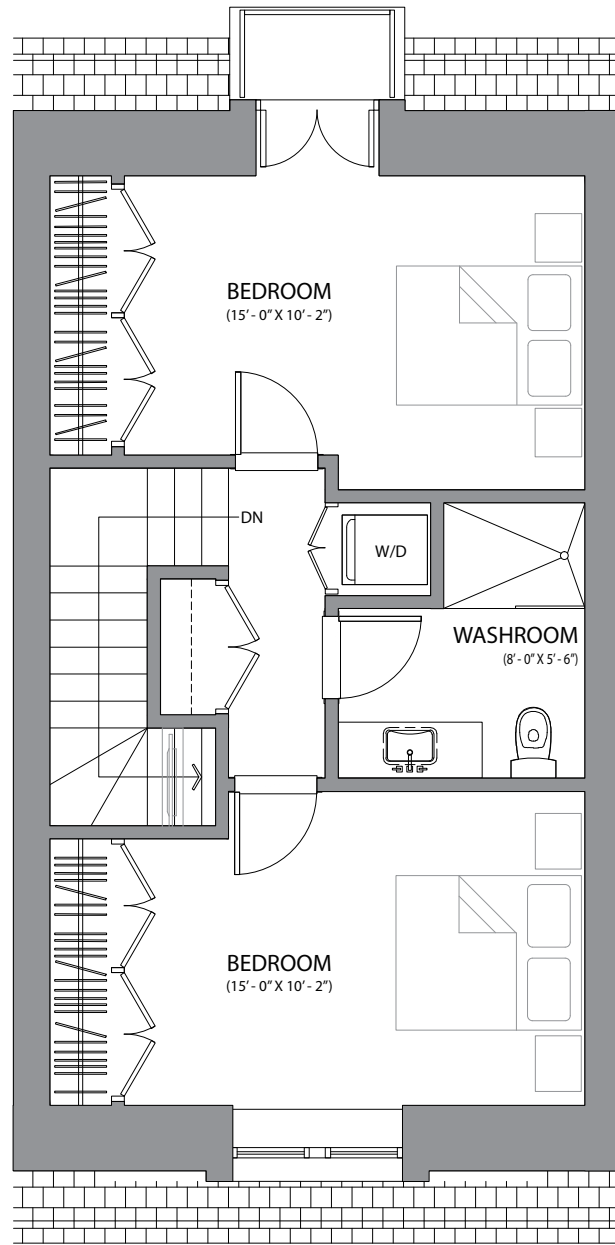 BEDROOM
(15' - 0" X 10' - 2")
DN
W/D
WASHROOM
(8' - 0" X 5' - 6")
BEDROOM
(15' - 0" X 10' - 2")